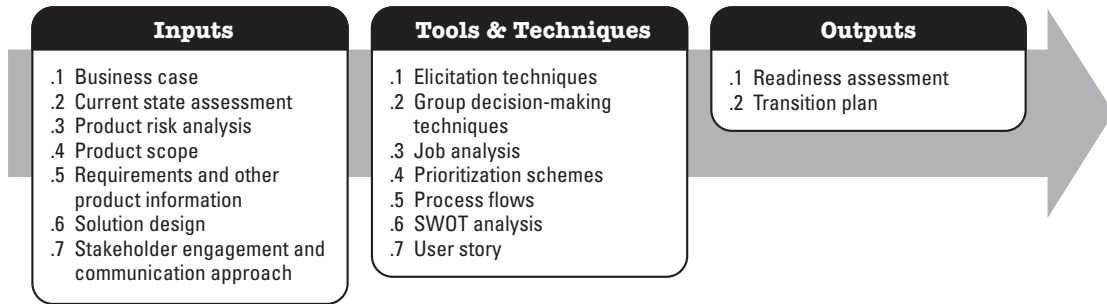 Inputs
.1 Business case
.2 Current state assessment
.3 Product risk analysis
.4 Product scope
.5 Requirements and other
product information
.6 Solution design
.7 Stakeholder engagement and
communication approach
Tools & Techniques
.1 Elicitation techniques
.2 Group decision-making
techniques
.3 Job analysis
.4 Prioritization schemes
.5 Process flows
.6 SWOT analysis
.7 User story
Outputs
.1 Readiness assessment
.2 Transition plan